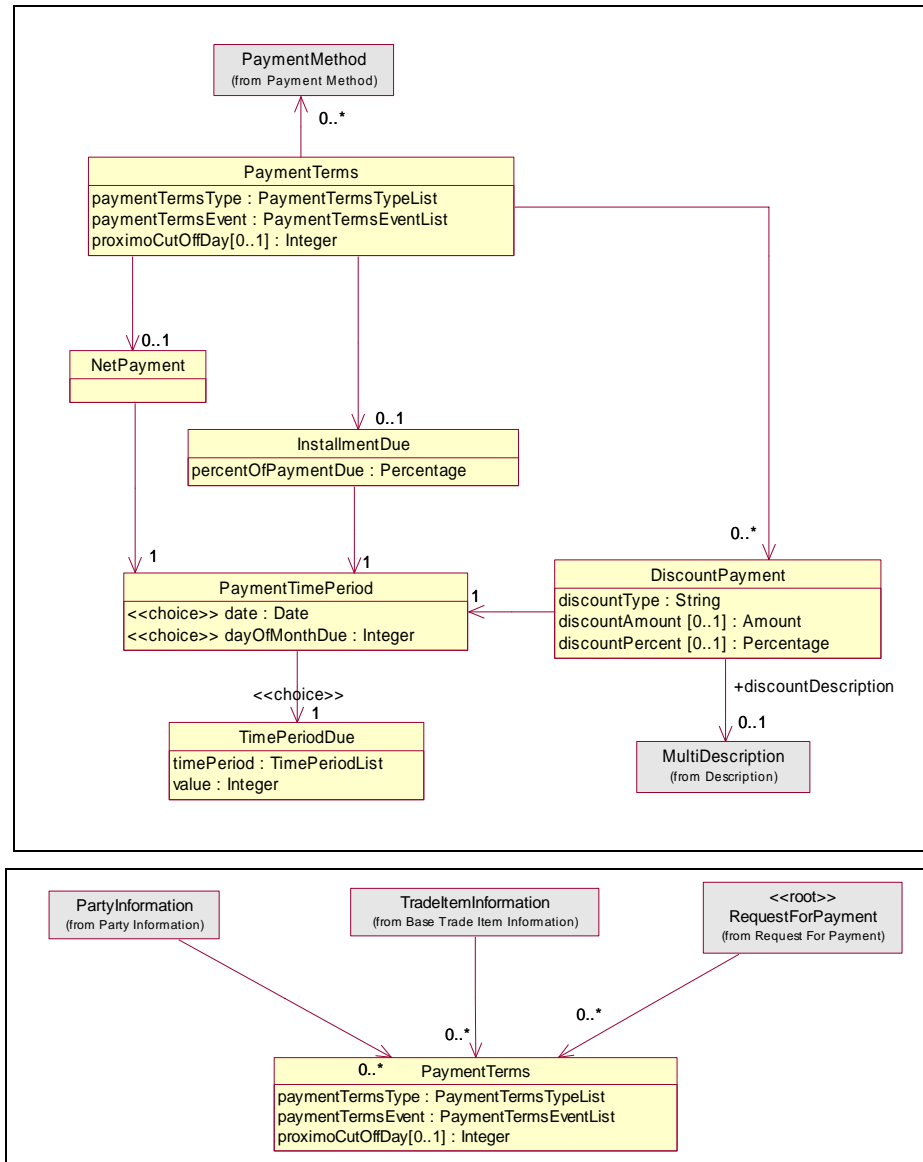 PaymentMethod
(from Payment Method)
0..*
PaymentTerms
paymentTermsType : PaymentTermsTypeList
paymentTermsEvent : PaymentTermsEventList
proximoCutOffDay[0..1] : Integer
0..1
NetPayment
0..1
InstallmentDue
percentOfPaymentDue : Percentage
0..*
1
1
PaymentTimePeriod
<<choice>> date : Date
<<choice>> dayOfMonthDue : Integer
1
DiscountPayment
discountType : String
discountAmount [0..1] : Amount
discountPercent [0..1] : Percentage
<<choice>>
1
+discountDescription
0..1
TimePeriodDue
timePeriod : TimePeriodList
value : Integer
MultiDescription
(from Description)
PartyInformation
(from Party Information)
TradeItemInformation
(from Base Trade Item Information)
<<root>>
RequestForPayment
(from Request For Payment)
0..*
0..*
0..*
PaymentTerms
paymentTermsType : PaymentTermsTypeList
paymentTermsEvent : PaymentTermsEventList
proximoCutOffDay[0..1] : Integer